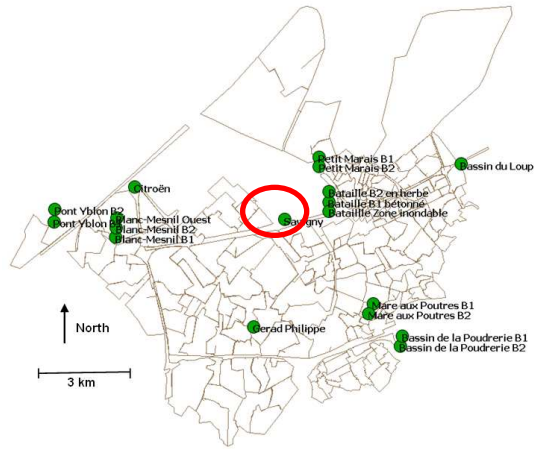 Petit Marais B1
Petit Marais B2
Bassin du Loup
Citroën
Bataille B2 en herbe
Bataille B1 bétonné
Bataille Zone inondable
Pont Yblon B2
Blanc-Mesnil Ouest
Savigny
Pont Yblon
Blanc-Mesnil B2
Blanc-Mesnil B1
Mare aux Poutres B1
Mare aux Poutres B2
Gerad Philippe
North
Bassin de la Poudrerie B1
Bassin de la Poudrerie B2
3 km